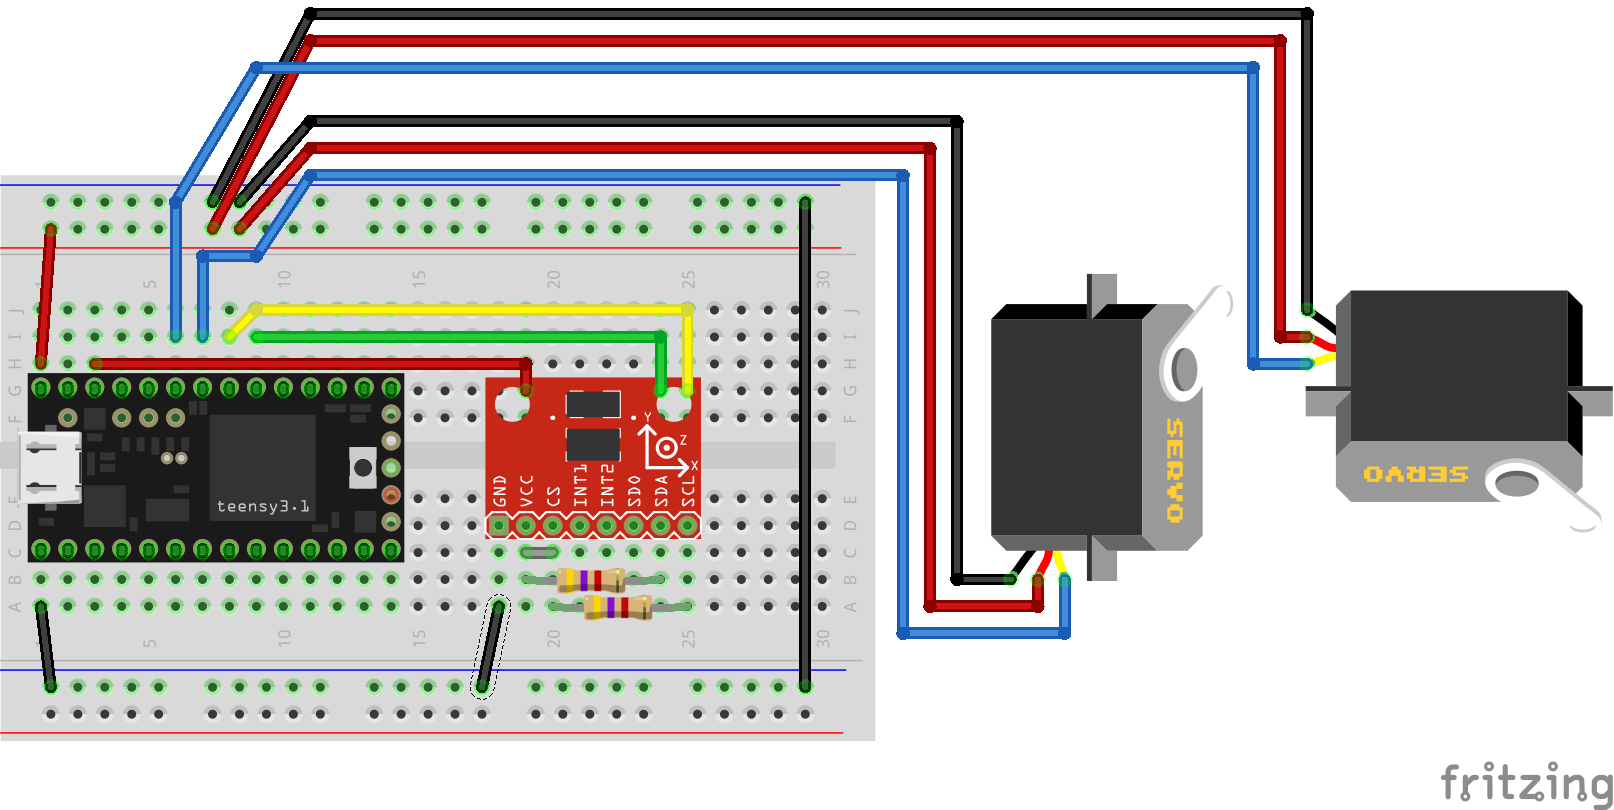 5 10 15 20 25 30
J J
I I
H H
G G
F F
teensy3.1
GND VCC CS INT1 INT2 SDO SDA SCL
Y Z X
E E
D D
C C
B B
A A
5 10 15 20 25 30
SERVO
SERVO
fritzing